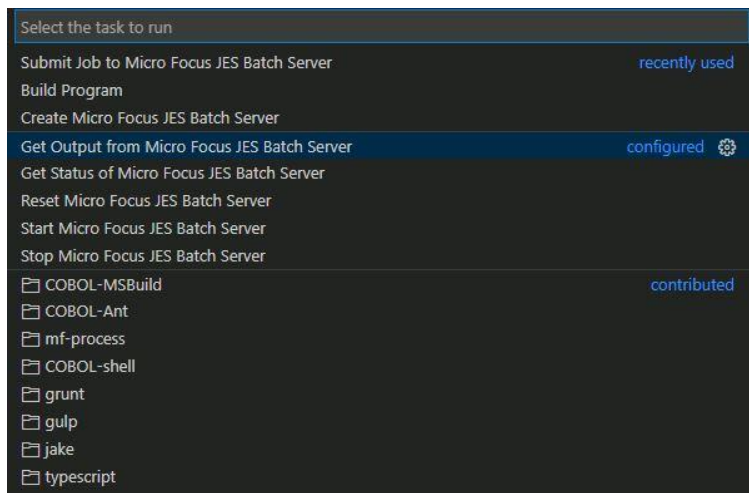 Select the task to run
Submit Job to Micro Focus JES Batch Server recently used
Build Program
Create Micro Focus JES Batch Server
Get Output from Micro Focus JES Batch Server configured
Get Status of Micro Focus JES Batch Server
Reset Micro Focus JES Batch Server
Start Micro Focus JES Batch Server
Stop Micro Focus JES Batch Server
COBOL-MSBuild contributed
COBOL-Ant
mf-process
COBOL-shell
grunt
gulp
jake
typescript